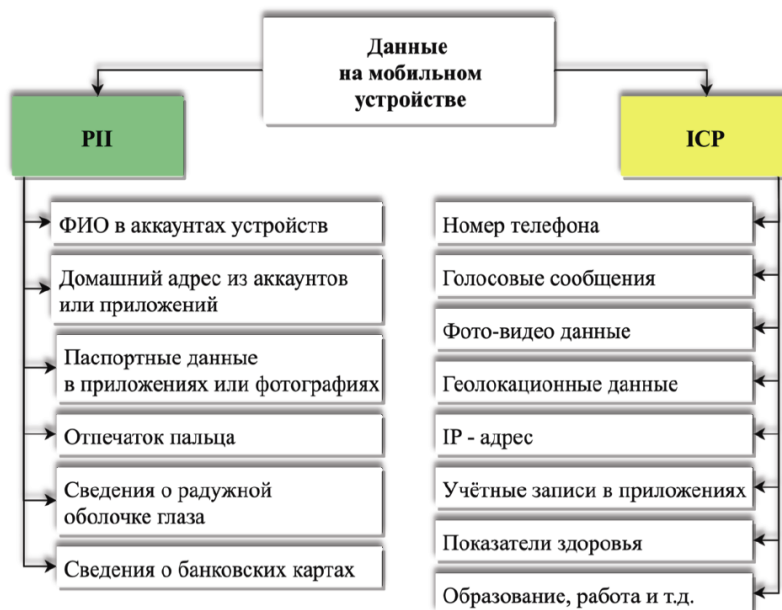 Данные
на мобильном
устройстве
PII
ICP
ФИО в аккаунтах устройств
Домашний адрес из аккаунтов
или приложений
Паспортные данные
в приложениях или фотографиях
Отпечаток пальца
Сведения о радужной
оболочке глаза
Сведения о банковских картах
Номер телефона
Голосовые сообщения
Фото-видео данные
Геолокационные данные
IP - адрес
Учётные записи в приложениях
Показатели здоровья
Образование, работа и т.д.